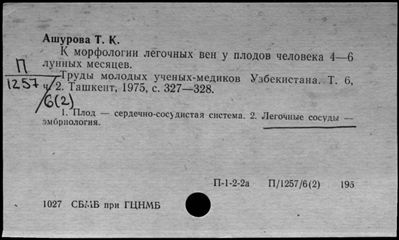 Ашурова Т. К.
К морфологии легочных вен у плодов человека 4—6
лунных месяцев.
П
1257
6(2)
Труды молодых ученых-медиков Узбекистана. Т. 6,
ч. 2. Ташкент, 1975, с. 327—328.
1. Плод — сердечно-сосудистая система. 2. Легочные сосуды —
эмбриология.
П-1-2-2а П/1257/6(2) 195
1027 СБМБ при ГЦНМБ